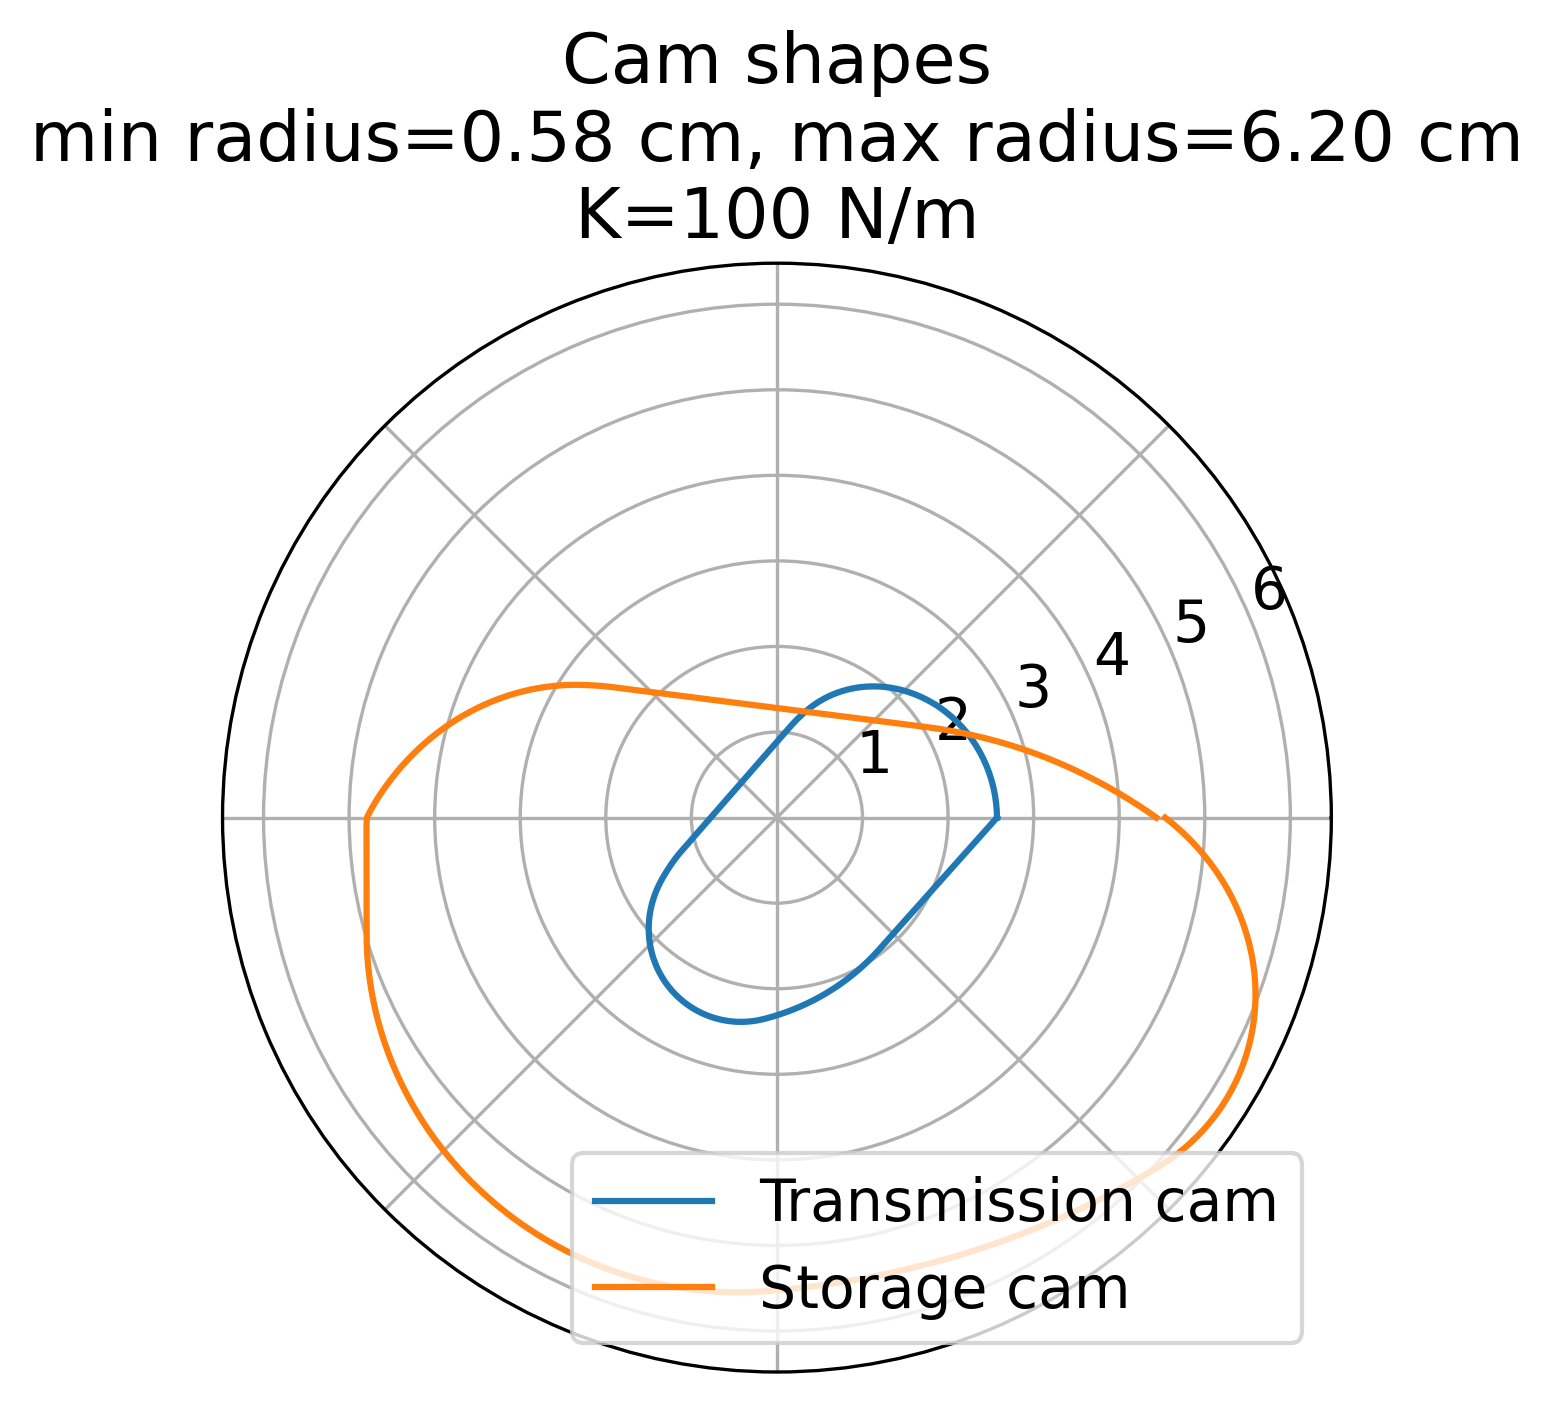 Cam shapes
min radius=0.58 cm, max radius=6.20 cm
K=100 N/m
6
5
4
3
2
1
Transmission cam
Storage cam